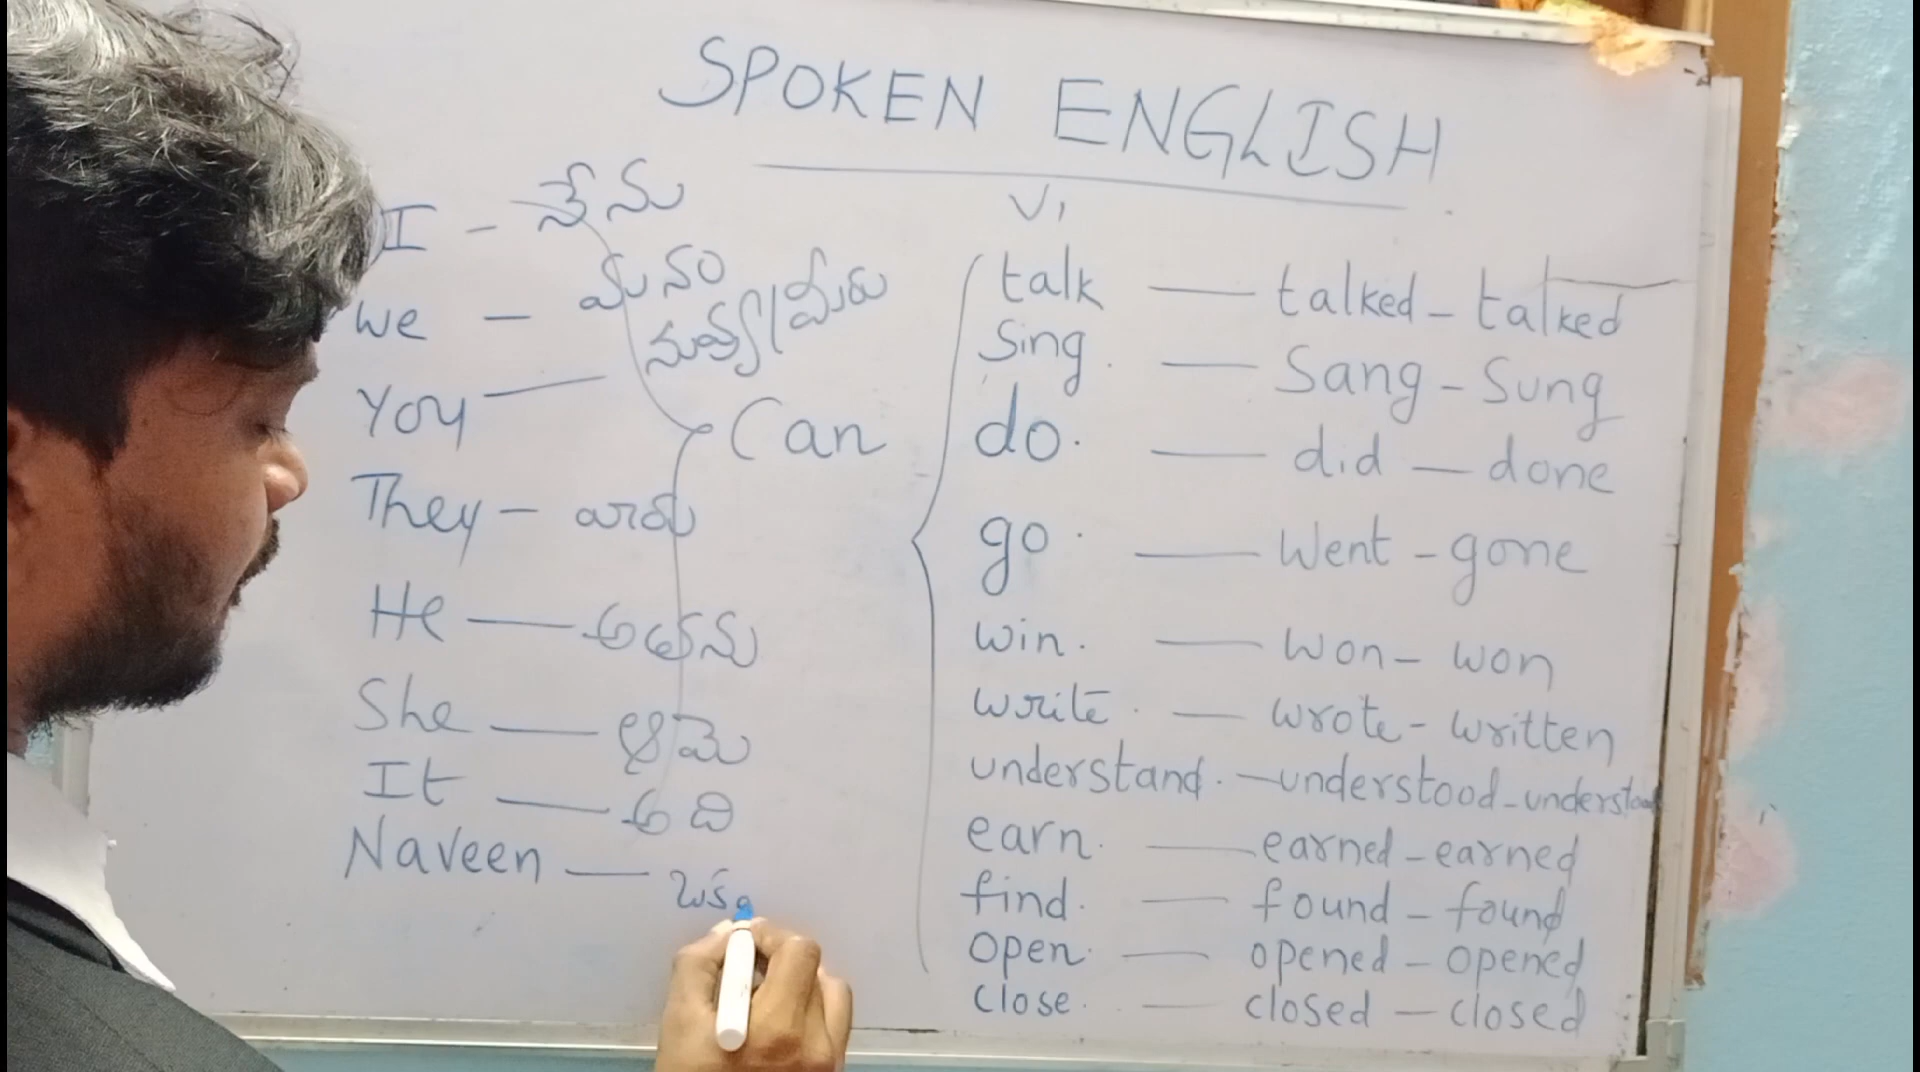 SPOKEN ENGLISH
V1
I - నేను
We - మనం
You — నువ్వు/మీరు
They - వారు
He — అతను
She — ఆమె
It — అది
Naveen —
Can
talk — talked - talked
Sing. — Sang - Sung
do. — did — done
go. — Went - gone
win. — won - won
write. — wrote - written
understand. — understood - understood
earn. — earned - earned
find. — found - found
open. — opened - opened
close. — closed — closed